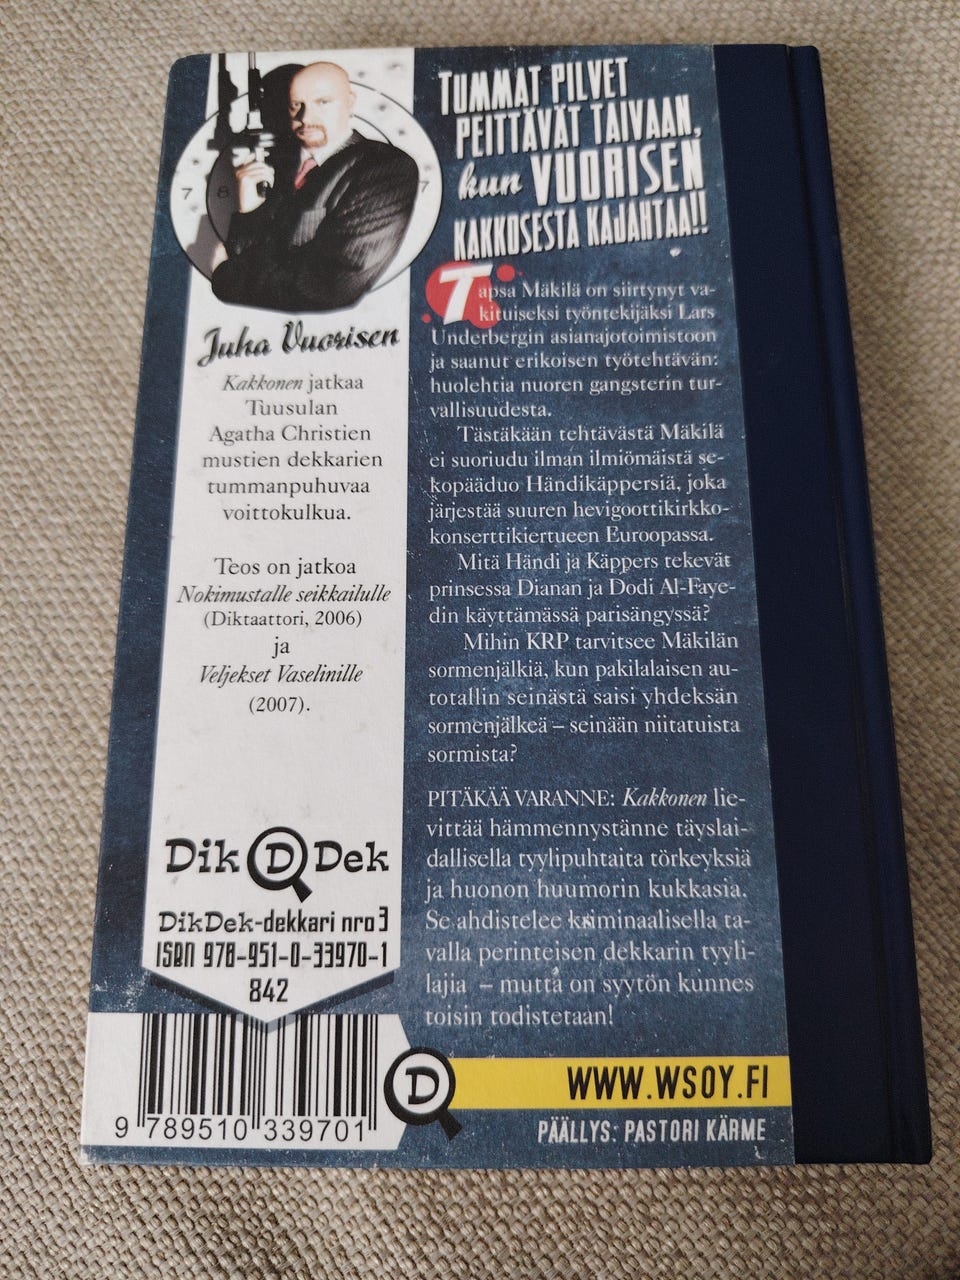 TUMMAT PILVET
PEITTÄVÄT TAIVAAN,
kun VUORISEN
KAKKOSESTA KAJAHTAA!!
7 8 7
Juha Vuorisen
Kakkonen jatkaa
Tuusulan
Agatha Christien
mustien dekkarien
tummanpuhuvaa
voittokulkua.
Teos on jatkoa
Nokimustalle seikkailulle
(Diktaattori, 2006)
ja
Veljekset Vaselinille
(2007).
Dik D Dek
DikDek-dekkari nro 3
ISBN 978-951-0-33970-1
842
9 789510 339701
Tapsa Mäkilä on siirtynyt va-
kituiseksi työntekijäksi Lars
Underbergin asianajotoimistoon
ja saanut erikoisen työtehtävän:
huolehtia nuoren gangsterin tur-
vallisuudesta.
Tästäkään tehtävästä Mäkilä
ei suoriudu ilman ilmiömäistä se-
kopääduo Händikäppersiä, joka
järjestää suuren hevigoottikirkko-
konserttikiertueen Euroopassa.
Mitä Händi ja Käppers tekevät
prinsessa Dianan ja Dodi Al-Faye-
din käyttämässä parisängyssä?
Mihin KRP tarvitsee Mäkilän
sormenjälkiä, kun pakilalaisen au-
totallin seinästä saisi yhdeksän
sormenjälkeä – seinään niitatuista
sormista?
PITÄKÄÄ VARANNE: Kakkonen lie-
vittää hämmennystänne täyslai-
dallisella tyylipuhtaita törkeyksiä
ja huonon huumorin kukkasia.
Se ahdistelee kriminaalisella ta-
valla perinteisen dekkarin tyyli-
lajia – mutta on syytön kunnes
toisin todistetaan!
D
WWW.WSOY.FI
PÄÄLLYS: PASTORI KÄRME